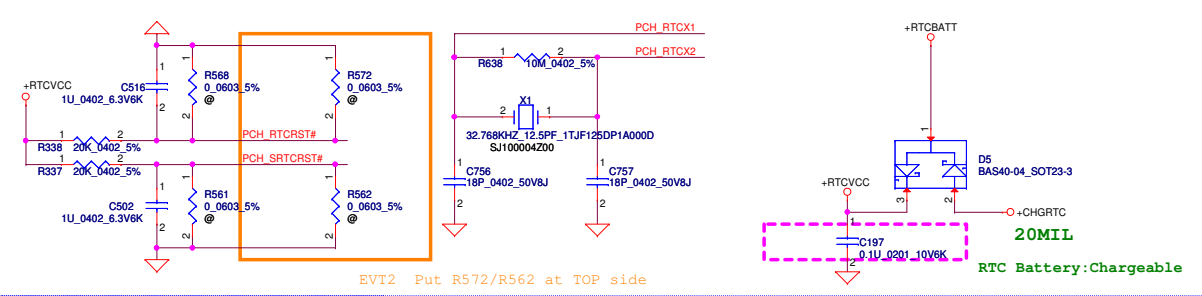 +RTCVCC
C516
1U_0402_6.3V6K
1
2
1
2
R568
0_0603_5%
@
1
2
R572
0_0603_5%
@
R338
1
2
20K_0402_5%
PCH_RTCRST#
R337
1
2
20K_0402_5%
PCH_SRTCRST#
C502
1U_0402_6.3V6K
1
2
1
2
R561
0_0603_5%
@
1
2
R562
0_0603_5%
@
EVT2 Put R572/R562 at TOP side
PCH_RTCX1
PCH_RTCX2
R638
1
2
10M_0402_5%
X1
2
1
32.768KHZ_12.5PF_1TJF125DP1A000D
SJ100004Z00
1
C756
18P_0402_50V8J
2
1
C757
18P_0402_50V8J
2
+RTCBATT
1
D5
BAS40-04_SOT23-3
3
2
+RTCVCC
+CHGRTC
20MIL
1
C197
0.1U_0201_10V6K
2
RTC Battery:Chargeable